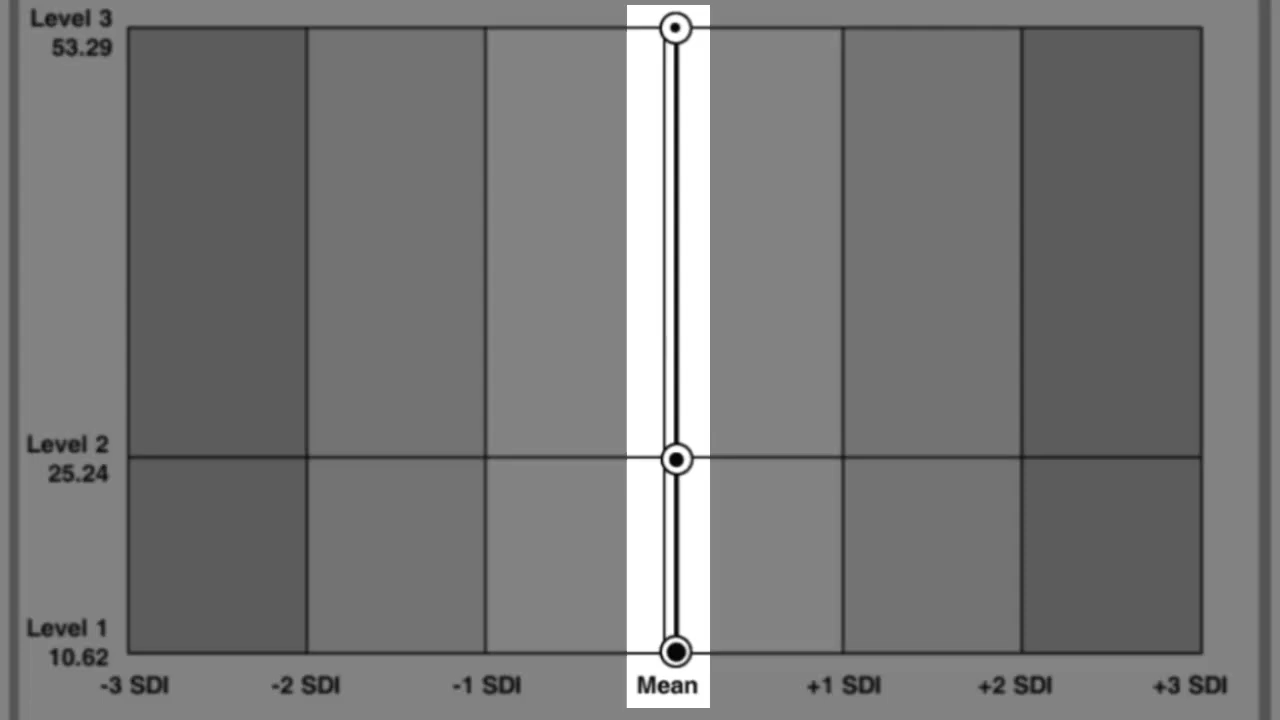 Level 3
53.29
Level 2
25.24
Level 1
10.62
-3 SDI -2 SDI -1 SDI Mean +1 SDI +2 SDI +3 SDI